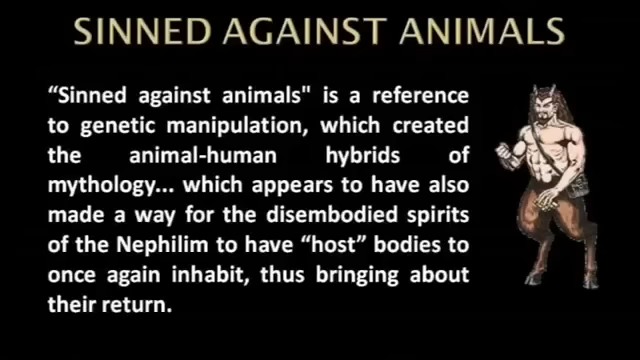 SINNED AGAINST ANIMALS
“Sinned against animals" is a reference
to genetic manipulation, which created
the animal-human hybrids of
mythology... which appears to have also
made a way for the disembodied spirits
of the Nephilim to have “host” bodies to
once again inhabit, thus bringing about
their return.